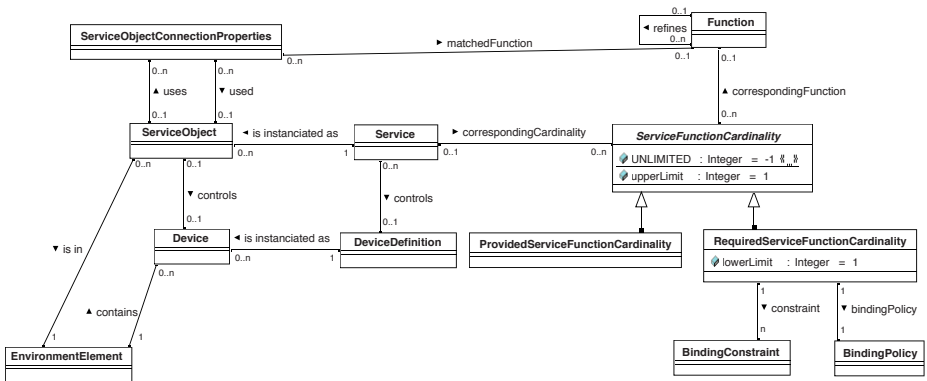 0..1
Function
ServiceObjectConnectionProperties
◄ refines
0..n
► matchedFunction
0..n
0..1
0..1
0..n
0..n
▲ uses
▼ used
▲ correspondingFunction
0..1
0..1
0..n
ServiceObject
◄ is instanciated as
Service
► correspondingCardinality
ServiceFunctionCardinality
0..n
0..1
0..n
1
0..1
0..n
0..n
UNLIMITED : Integer = -1 «_»
upperLimit : Integer = 1
▼ controls
▼ controls
0..1
0..1
▼ is in
Device
◄ is instanciated as
DeviceDefinition
ProvidedServiceFunctionCardinality
RequiredServiceFunctionCardinality
0..n
0..n
1
lowerLimit : Integer = 1
▲ contains
1
1
▼ constraint
▼ bindingPolicy
1
1
n
1
EnvironmentElement
BindingConstraint
BindingPolicy